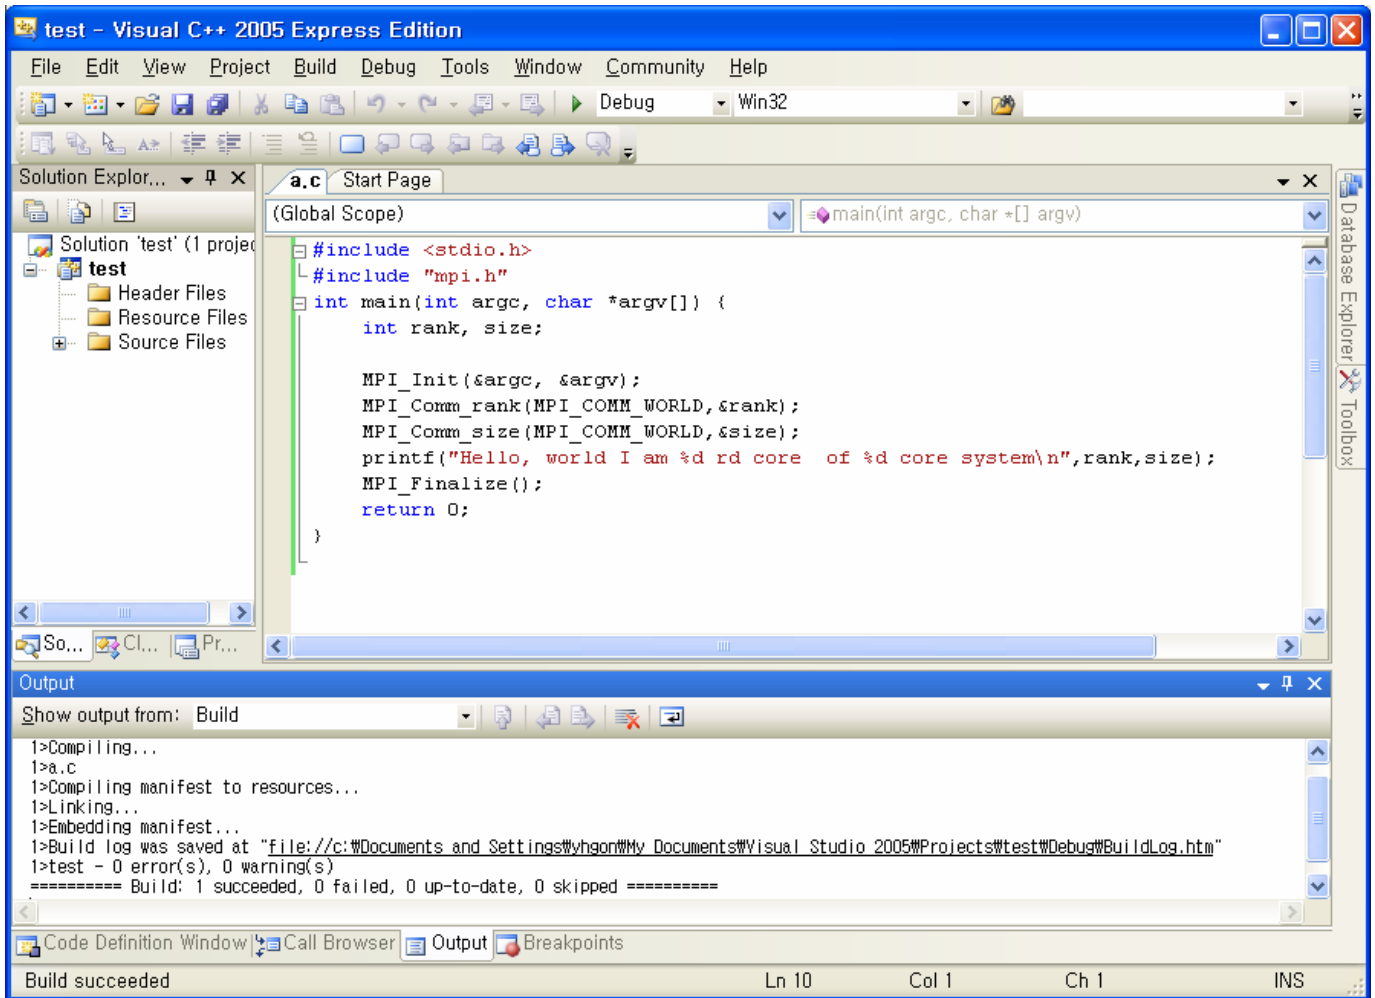 test - Visual C++ 2005 Express Edition
File Edit View Project Build Debug Tools Window Community Help
Debug Win32
Solution Explor...
a.c Start Page
(Global Scope) main(int argc, char *[] argv)
Solution 'test' (1 projec
test
Header Files
Resource Files
Source Files
#include <stdio.h>
#include "mpi.h"
int main(int argc, char *argv[]) {
int rank, size;
MPI_Init(&argc, &argv);
MPI_Comm_rank(MPI_COMM_WORLD,&rank);
MPI_Comm_size(MPI_COMM_WORLD,&size);
printf("Hello, world I am %d rd core  of %d core system\n",rank,size);
MPI_Finalize();
return 0;
}
Database Explorer
Toolbox
So... Cl... Pr...
Output
Show output from: Build
1>Compiling...
1>a.c
1>Compiling manifest to resources...
1>Linking...
1>Embedding manifest...
1>Build log was saved at "file://c:₩Documents and Settings₩yhgon₩My Documents₩Visual Studio 2005₩Projects₩test₩Debug₩BuildLog.htm"
1>test - 0 error(s), 0 warning(s)
========== Build: 1 succeeded, 0 failed, 0 up-to-date, 0 skipped ==========
Code Definition Window Call Browser Output Breakpoints
Build succeeded Ln 10 Col 1 Ch 1 INS